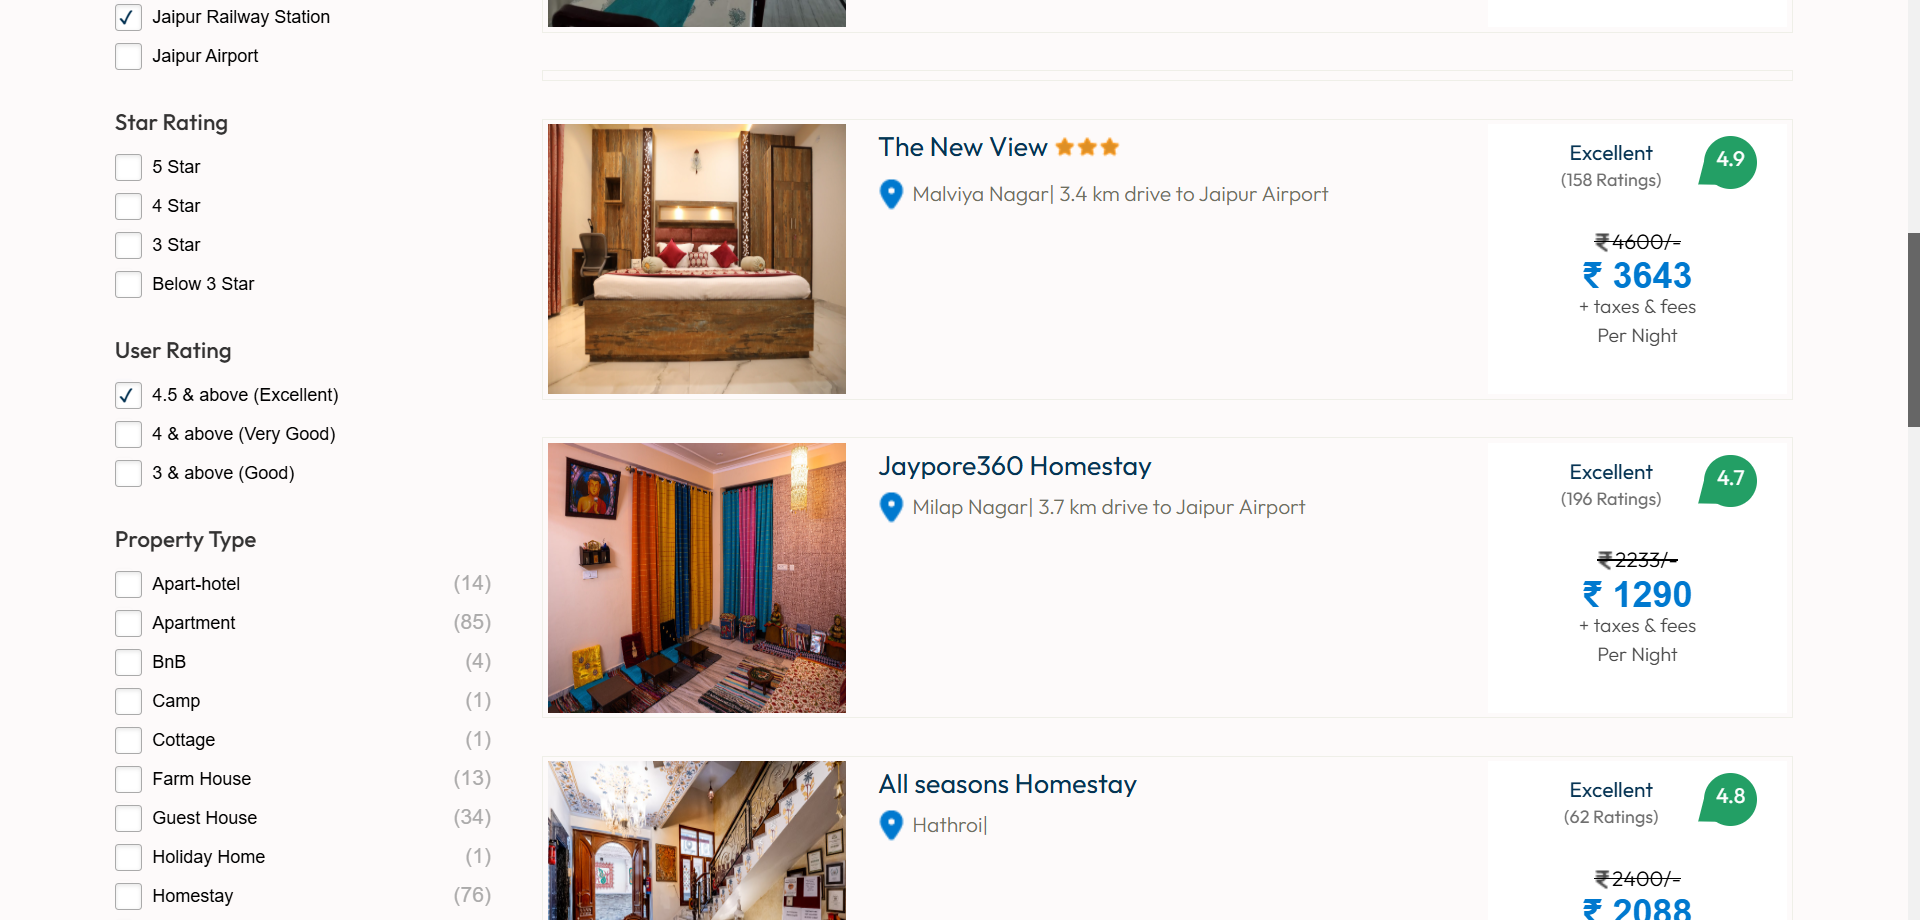 Jaipur Railway Station
Jaipur Airport
Star Rating
5 Star
4 Star
3 Star
Below 3 Star
User Rating
4.5 & above (Excellent)
4 & above (Very Good)
3 & above (Good)
Property Type
Apart-hotel (14)
Apartment (85)
BnB (4)
Camp (1)
Cottage (1)
Farm House (13)
Guest House (34)
Holiday Home (1)
Homestay (76)
The New View
Malviya Nagar| 3.4 km drive to Jaipur Airport
Excellent
(158 Ratings)
4.9
₹4600/-
₹ 3643
+ taxes & fees
Per Night
Jaypore360 Homestay
Milap Nagar| 3.7 km drive to Jaipur Airport
Excellent
(196 Ratings)
4.7
₹2233/-
₹ 1290
+ taxes & fees
Per Night
All seasons Homestay
Hathroi|
Excellent
(62 Ratings)
4.8
₹2400/-
₹ 2088